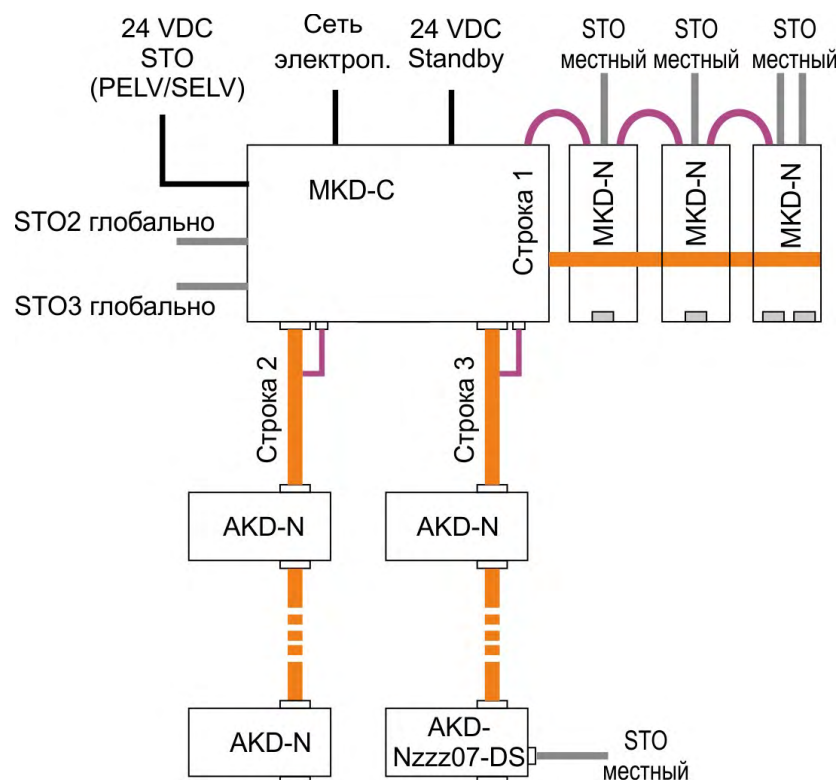 24 VDC
STO
(PELV/SELV)
Сеть
электроп.
24 VDC
Standby
STO
местный
STO
местный
STO
местный
MKD-C
Строка 1
MKD-N
MKD-N
MKD-N
STO2 глобально
STO3 глобально
Строка 2
Строка 3
AKD-N
AKD-N
AKD-N
AKD-
Nzzz07-DS
STO
местный